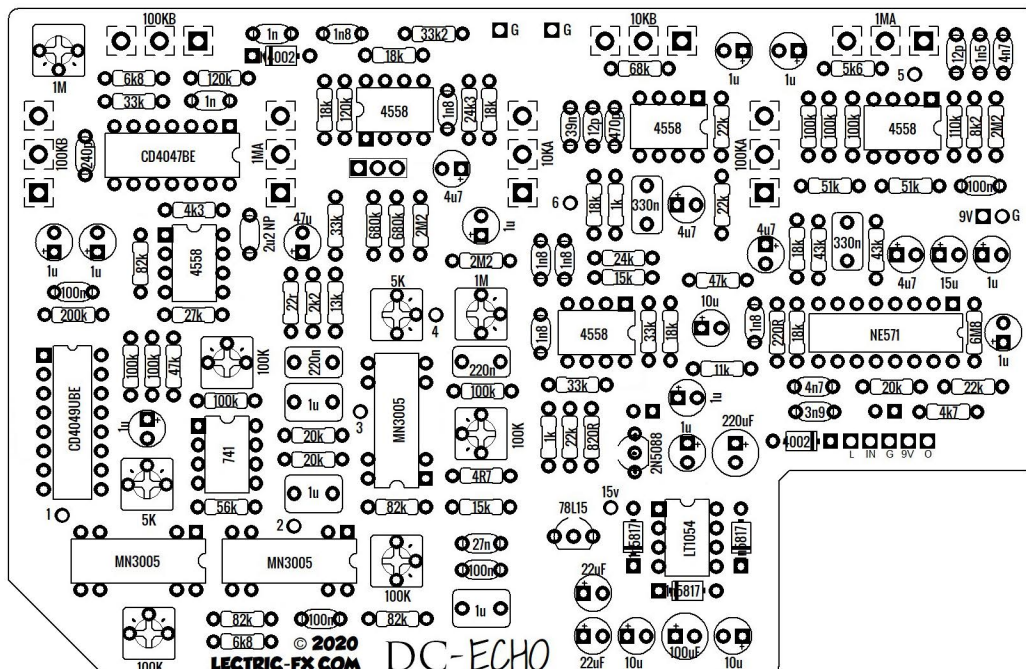 100KB 1n 1n8 33k2 G G 10KB 1MA
1N4002 18k 1u 1u 12p 1n5 4n7
1M 6k8 120k 68k 5k6 5
33k 1n 18k 120k 4558 1n8 24k3 18k 39n 12p 470p 4558 22k 100k 100k 100k 4558 110k 8k2 2M2
100KB 240p CD4047BE 1MA 10KA 100KA
4u7 51k 51k 100n
4k3 6 18k 1k 330n 22k 9V G
2u2 NP 47u 33k 680k 680k 2M2 1u 4u7 4u7 18k 43k 330n 43k
1u 1u 82k 4558 1n8 1n8 24k 4u7 15u 1u
2M2 15k 47k
100n 5K 1M 10u
200k 27k 22r 2k2 13k 4 1n8 4558 33k 18k 1n8 220R 18k NE571 6M8
CD4049UBE 100k 100k 47k 100K 220n 220n 1u
11k
100k 1u 3 MN3005 100k 33k 1u 4n7 20k 22k
1u 3n9 4k7
741 20k 100K 1k 22k 820R 2N5088 1u 220uF 4002 L IN G 9V O
20k 4R7
5K 56k 1u 82k 15k 78L15 15v
1 2 5817 LT1054 5817
MN3005 MN3005 27n
100K 100n 22uF 5817
100K 82k 100n 82k 1u
6k8 © 2020
LECTRIC-FX.COM DC-ECHO 22uF 10u 100uF 10u